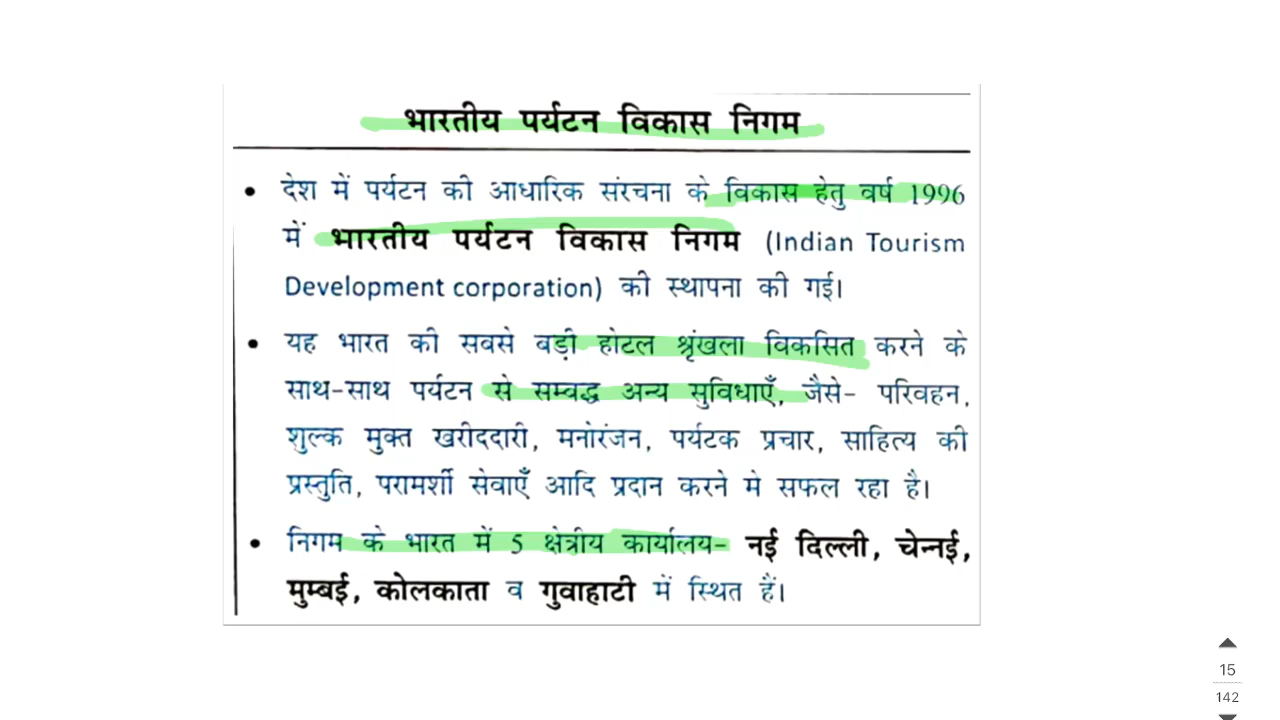 भारतीय पर्यटन विकास निगम
• देश में पर्यटन की आधारिक संरचना के विकास हेतु वर्ष 1996
में भारतीय पर्यटन विकास निगम (Indian Tourism
Development corporation) की स्थापना की गई।
• यह भारत की सबसे बड़ी होटल श्रृंखला विकसित करने के
साथ-साथ पर्यटन से सम्वद्ध अन्य सुविधाएँ, जैसे- परिवहन,
शुल्क मुक्त खरीददारी, मनोरंजन, पर्यटक प्रचार, साहित्य की
प्रस्तुति, परामर्शी सेवाएँ आदि प्रदान करने मे सफल रहा है।
• निगम के भारत में 5 क्षेत्रीय कार्यालय- नई दिल्ली, चेन्नई,
मुम्बई, कोलकाता व गुवाहाटी में स्थित हैं।
15
142